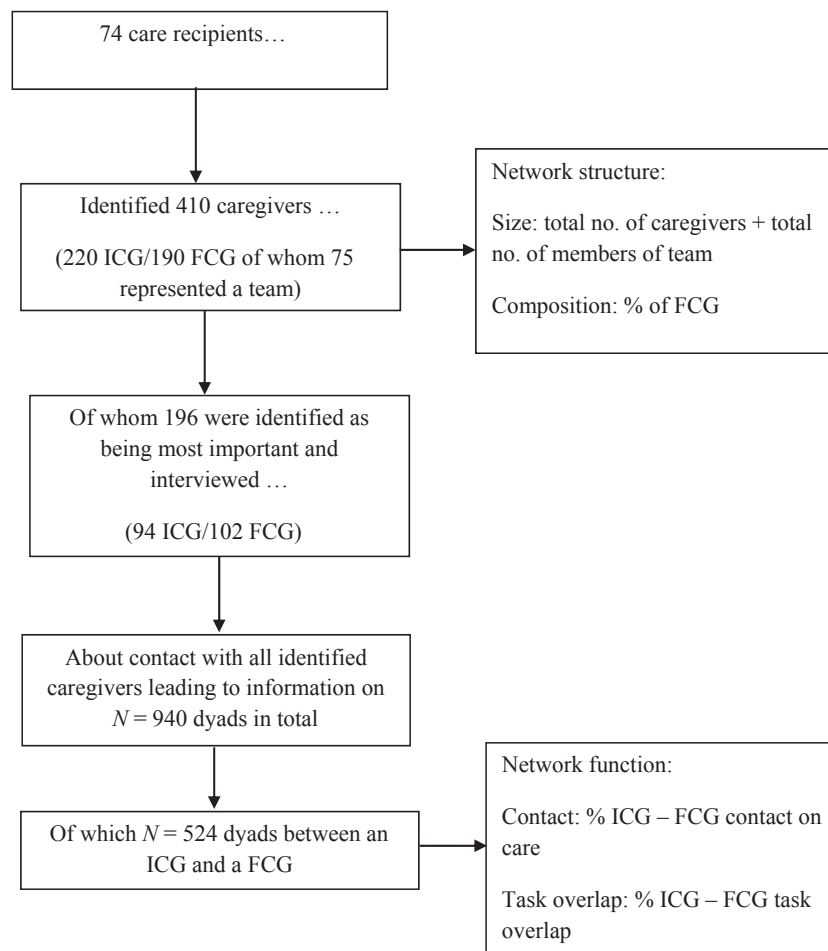 74 care recipients…
Identified 410 caregivers …
(220 ICG/190 FCG of whom 75
represented a team)
Network structure:
Size: total no. of caregivers + total
no. of members of team
Composition: % of FCG
Of whom 196 were identified as
being most important and
interviewed …
(94 ICG/102 FCG)
About contact with all identified
caregivers leading to information on
N = 940 dyads in total
Of which N = 524 dyads between an
ICG and a FCG
Network function:
Contact: % ICG – FCG contact on
care
Task overlap: % ICG – FCG task
overlap